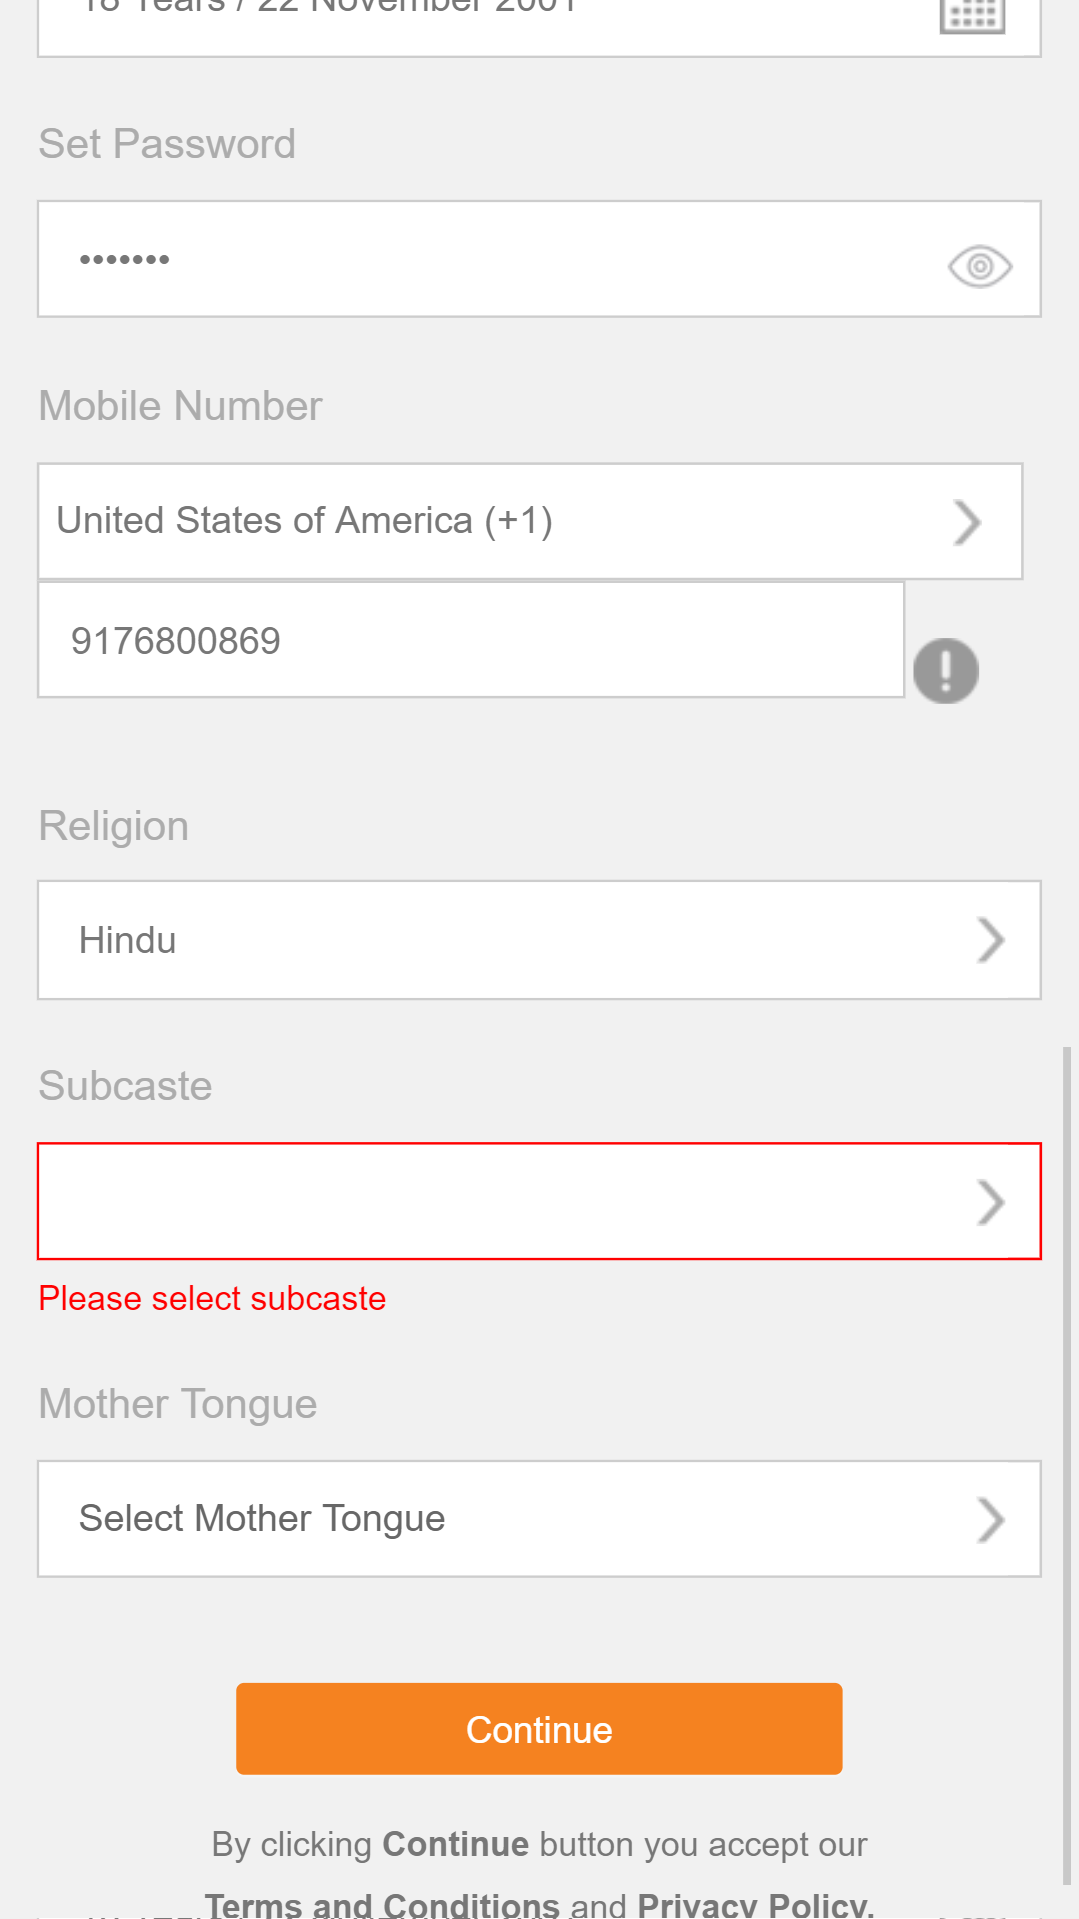 18 Years / 22 November 2001
Set Password
•••••••
Mobile Number
United States of America (+1)
9176800869
Religion
Hindu
Subcaste
Please select subcaste
Mother Tongue
Select Mother Tongue
Continue
By clicking Continue button you accept our
Terms and Conditions and Privacy Policy.